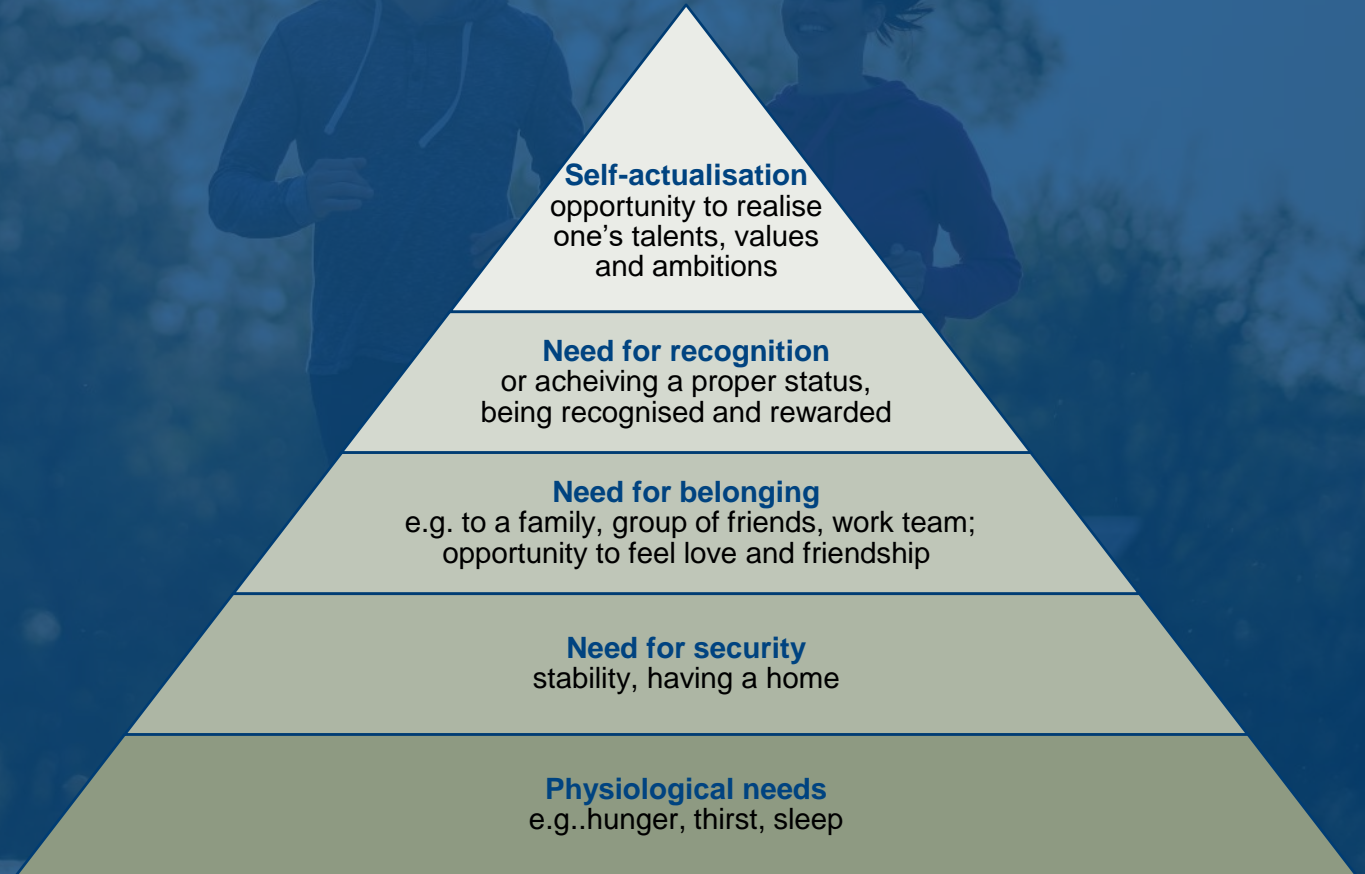 Self-actualisation
opportunity to realise
one’s talents, values
and ambitions
Need for recognition
or acheiving a proper status,
being recognised and rewarded
Need for belonging
e.g. to a family, group of friends, work team;
opportunity to feel love and friendship
Need for security
stability, having a home
Physiological needs
e.g..hunger, thirst, sleep